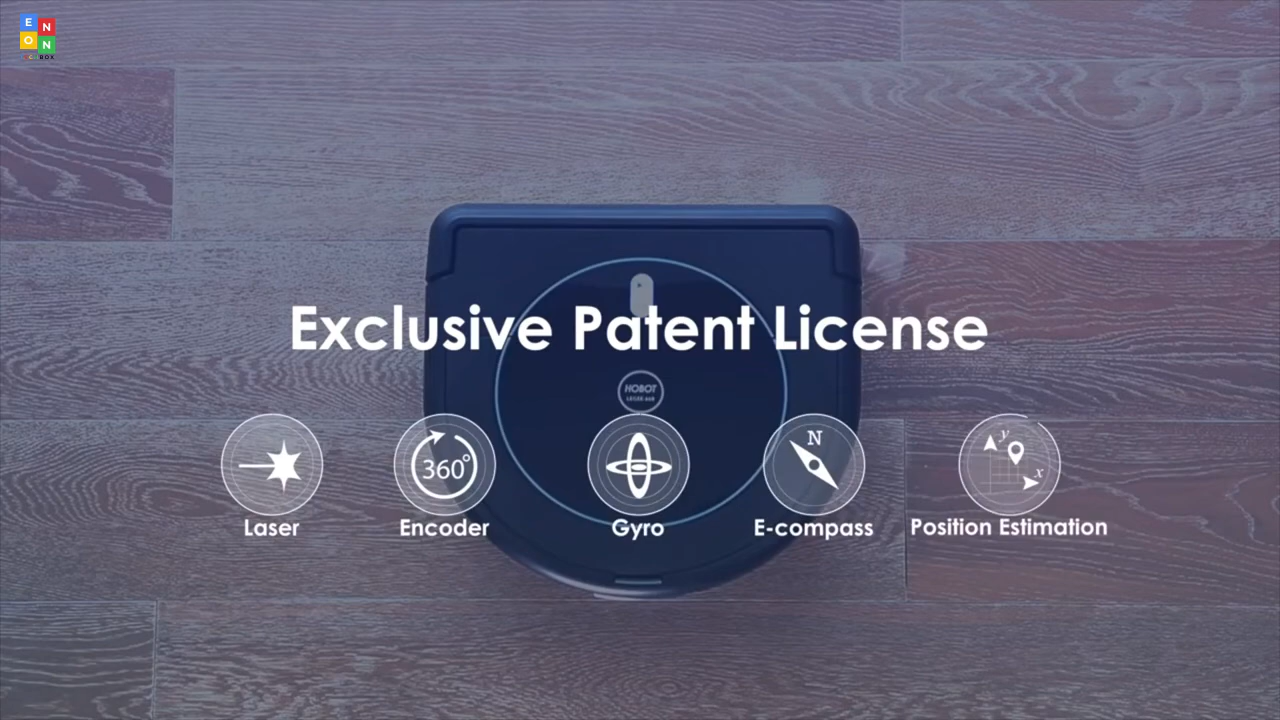 E N
O N
Exclusive Patent License
HOBOT
N
y
360°
x
Laser Encoder Gyro E-compass Position Estimation